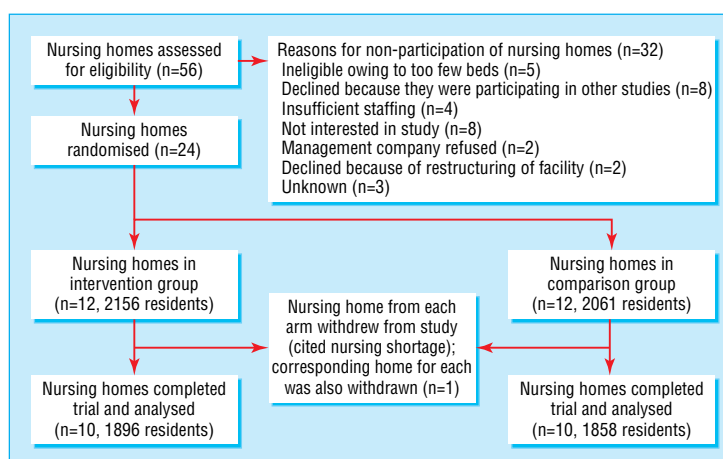 Nursing homes assessed
for eligibility (n=56)
Reasons for non-participation of nursing homes (n=32)
Ineligible owing to too few beds (n=5)
Declined because they were participating in other studies (n=8)
Insufficient staffing (n=4)
Not interested in study (n=8)
Management company refused (n=2)
Declined because of restructuring of facility (n=2)
Unknown (n=3)
Nursing homes
randomised (n=24)
Nursing homes in
intervention group
(n=12, 2156 residents)
Nursing homes in
comparison group
(n=12, 2061 residents)
Nursing home from each
arm withdrew from study
(cited nursing shortage);
corresponding home for each
was also withdrawn (n=1)
Nursing homes completed
trial and analysed
(n=10, 1896 residents)
Nursing homes completed
trial and analysed
(n=10, 1858 residents)